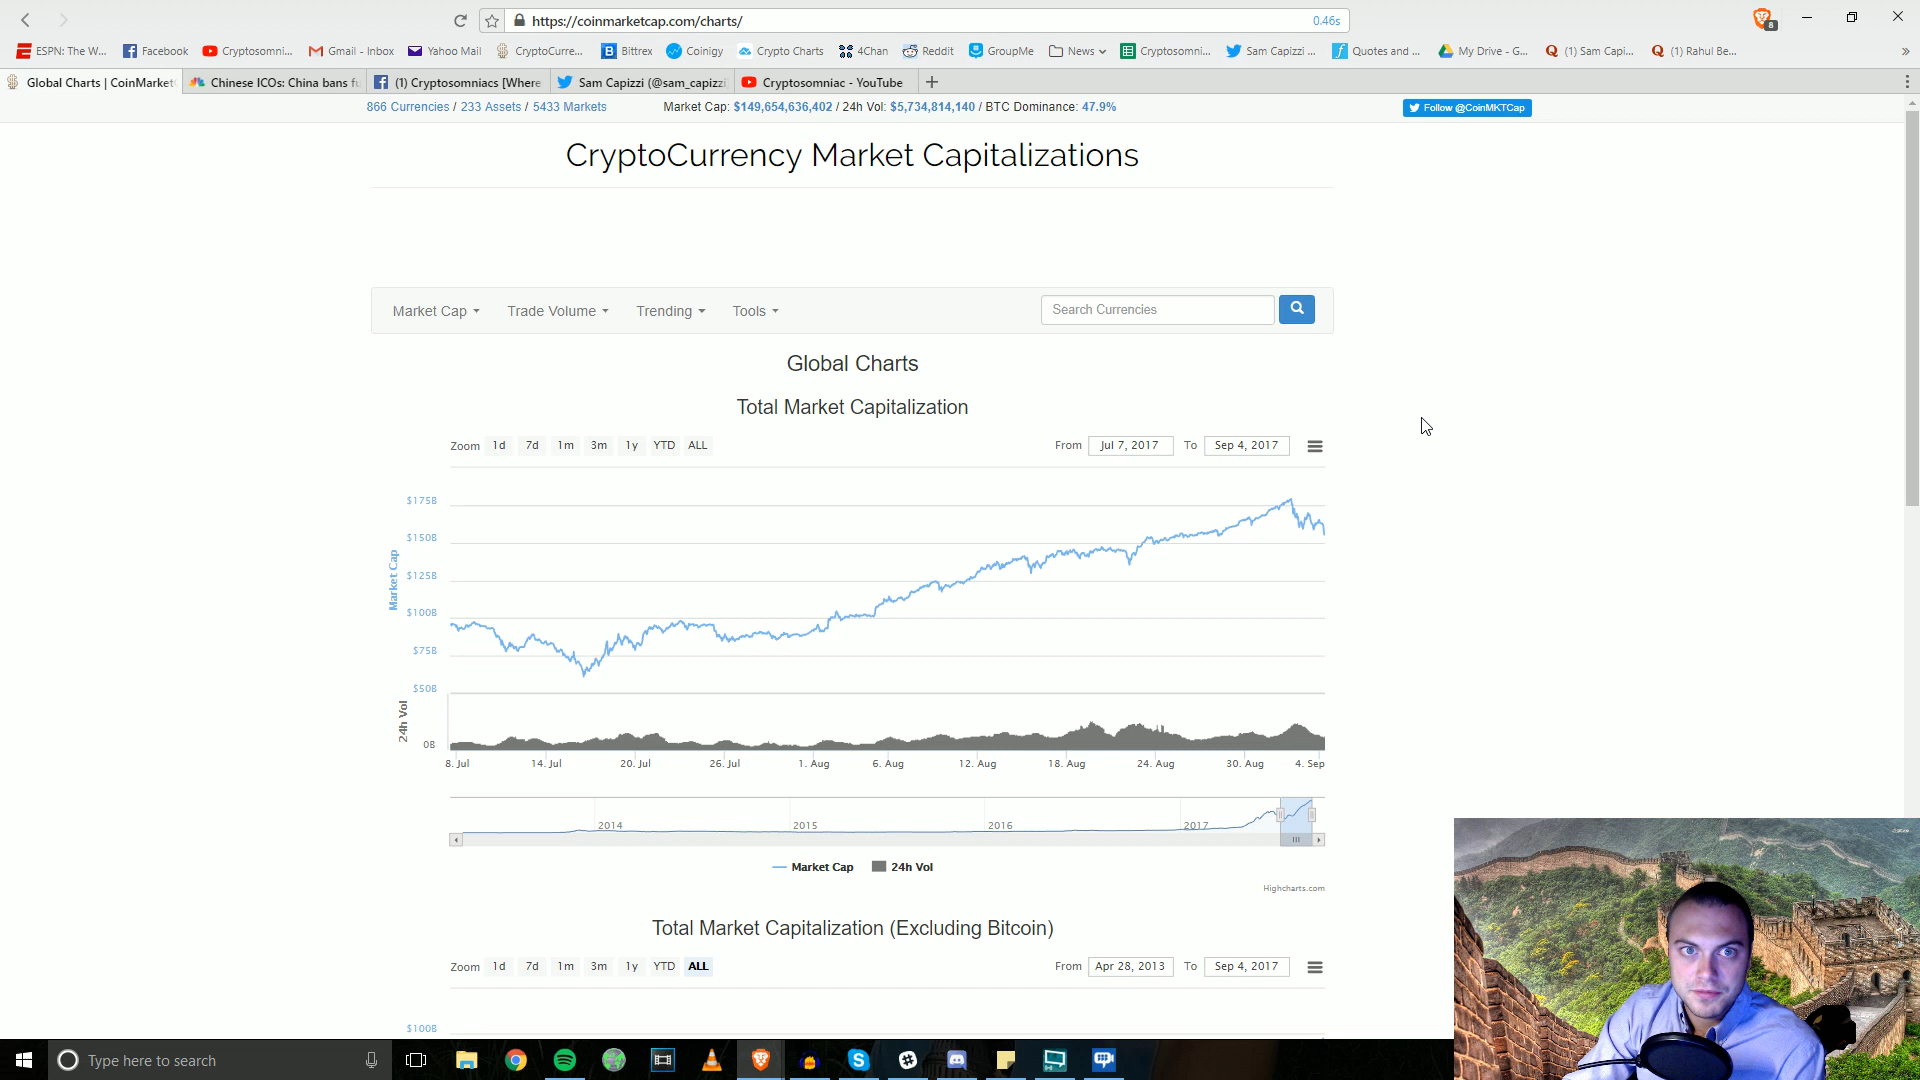 https://coinmarketcap.com/charts/
0.46s
8
ESPN: The W...
Facebook
Cryptosomni...
Gmail - Inbox
Yahoo Mail
CryptoCurre...
Bittrex
Coinigy
Crypto Charts
4Chan
Reddit
GroupMe
News
Cryptosomni...
Sam Capizzi ...
Quotes and ...
My Drive - G...
(1) Sam Capi...
(1) Rahul Be...
»
Global Charts | CoinMarket
Chinese ICOs: China bans fu
(1) Cryptosomniacs [Where
Sam Capizzi (@sam_capizzi
Cryptosomniac - YouTube
866 Currencies / 233 Assets / 5433 Markets
Market Cap: $149,654,636,402 / 24h Vol: $5,734,814,140 / BTC Dominance: 47.9%
Follow @CoinMKTCap
CryptoCurrency Market Capitalizations
Market Cap
Trade Volume
Trending
Tools
Search Currencies
Global Charts
Total Market Capitalization
Zoom 1d 7d 1m 3m 1y YTD ALL
From Jul 7, 2017 To Sep 4, 2017
$175B
$150B
$125B
$100B
$75B
$50B
0B
Market Cap
24h Vol
8. Jul 14. Jul 20. Jul 26. Jul 1. Aug 6. Aug 12. Aug 18. Aug 24. Aug 30. Aug 4. Sep
2014 2015 2016 2017
Market Cap 24h Vol
Highcharts.com
Total Market Capitalization (Excluding Bitcoin)
Zoom 1d 7d 1m 3m 1y YTD ALL
From Apr 28, 2013 To Sep 4, 2017
$100B
Type here to search